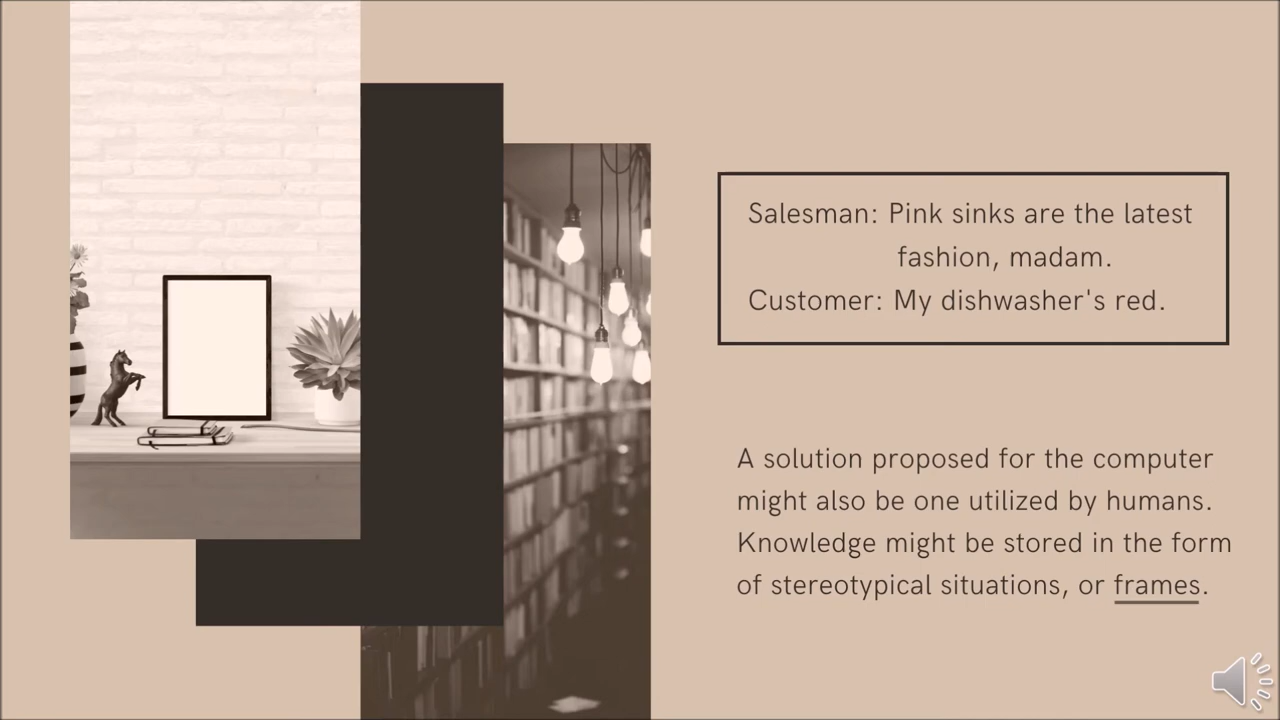 Salesman: Pink sinks are the latest
fashion, madam.
Customer: My dishwasher's red.
A solution proposed for the computer
might also be one utilized by humans.
Knowledge might be stored in the form
of stereotypical situations, or frames.